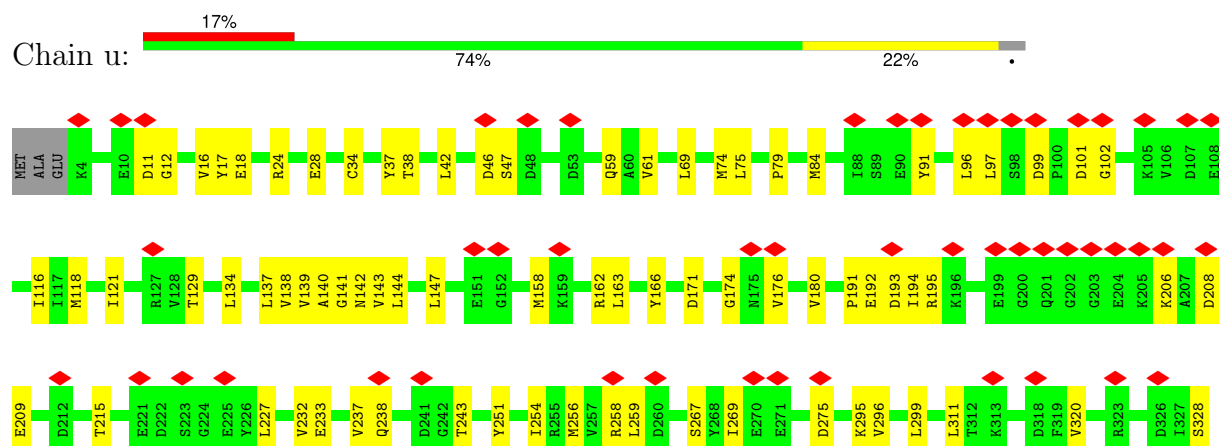 17%
Chain u:
74% 22% •
MET ALA GLU K4 E10 D11 G12 V16 Y17 E18 R24 E28 C34 Y37 T38 L42 D46 S47 D48 D53 Q59 A60 V61 L69 M74 L75 P79 M84 I88 S89 E90 Y91 L96 L97 S98 D99 P100 D101 G102 K105 V106 D107 E108
I116 I117 M118 I121 R127 V128 T129 L134 L137 V138 V139 A140 G141 N142 V143 L144 L147 E151 G152 M158 K159 R162 L163 Y166 D171 G174 N175 V176 V180 P191 E192 D193 I194 R195 K196 E199 G200 Q201 G202 G203 E204 K205 K206 A207 D208
E209 D212 T215 E221 D222 S223 G224 E225 Y226 L227 V232 E233 V237 Q238 D241 G242 T243 Y251 I254 R255 M256 V257 R258 L259 D260 S267 Y268 I269 E270 E271 D275 K295 V296 L299 L311 T312 K313 D318 F319 V320 R323 D326 I327 S328